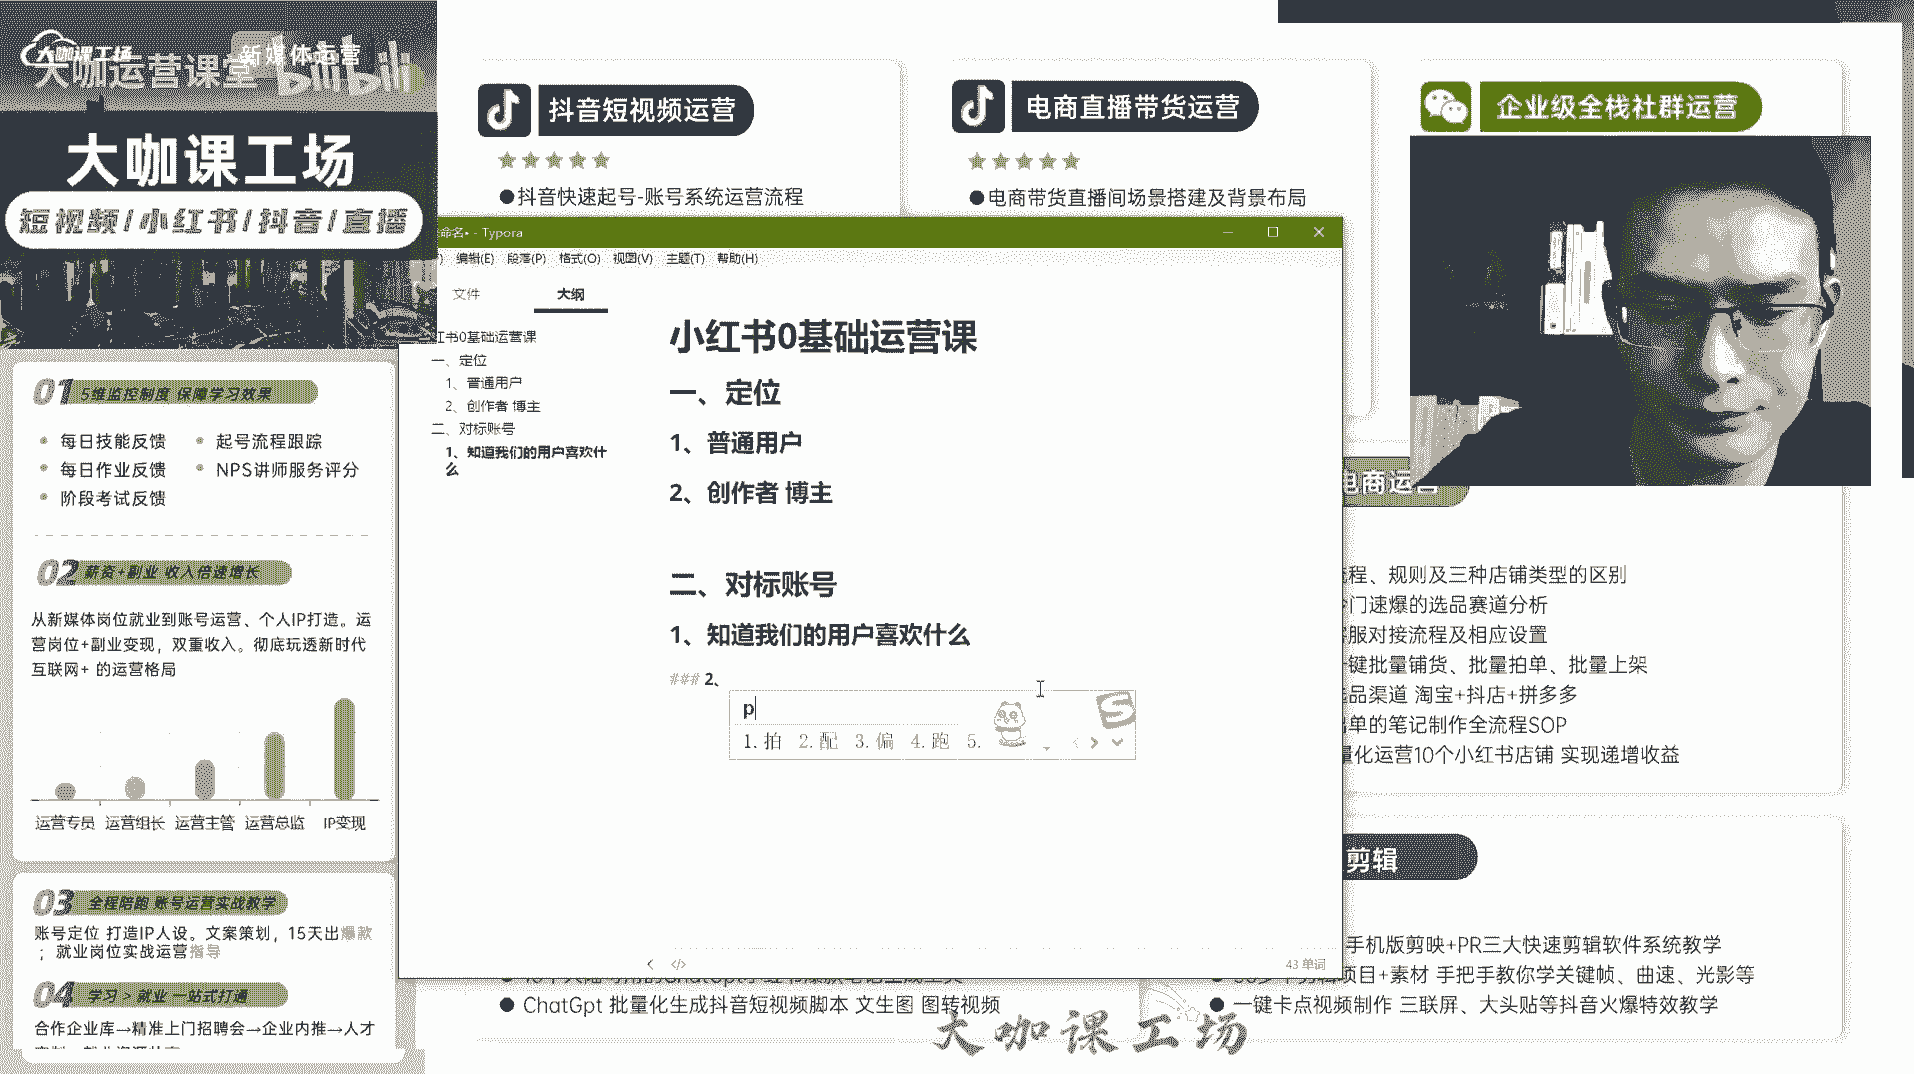 大咖课工场
大咖运营课堂
新媒体运营
bilibili
大咖课工场
短视频/小红书/抖音/直播
01 5维监控制度 保障学习效果
每日技能反馈
起号流程跟踪
每日作业反馈
NPS讲师服务评分
阶段考试反馈
02 薪资+副业 收入倍速增长
从新媒体岗位就业到账号运营、个人IP打造。运
营岗位+副业变现，双重收入。彻底玩透新时代
互联网+ 的运营格局
运营专员 运营组长 运营主管 运营总监 IP变现
03 全程陪跑 账号运营实战教学
账号定位 打造IP人设。文案策划，15天出爆款
；就业岗位实战运营指导
04 学习 > 就业 一站式打通
合作企业库→精准上门招聘会→企业内推→人才
抖音短视频运营
●抖音快速起号-账号系统运营流程
电商直播带货运营
●电商带货直播间场景搭建及背景布局
企业级全栈社群运营
命名• - Typora
编辑(E) 段落(P) 格式(O) 视图(V) 主题(T) 帮助(H)
文件 大纲
红书0基础运营课
一、定位
1、普通用户
2、创作者 博主
二、对标账号
1、知道我们的用户喜欢什
么
小红书0基础运营课
一、定位
1、普通用户
2、创作者 博主
二、对标账号
1、知道我们的用户喜欢什么
### 2、
p
1.拍 2.配 3.偏 4.跑 5.
43 单词
电商运营
程、规则及三种店铺类型的区别
门速爆的选品赛道分析
客服对接流程及相应设置
键批量铺货、批量拍单、批量上架
品渠道 淘宝+抖店+拼多多
出单的笔记制作全流程SOP
量化运营10个小红书店铺 实现递增收益
剪辑
手机版剪映+PR三大快速剪辑软件系统教学
项目+素材 手把手教你学关键帧、曲速、光影等
● 一键卡点视频制作 三联屏、大头贴等抖音火爆特效教学
● ChatGpt 批量化生成抖音短视频脚本 文生图 图转视频
大咖课工场